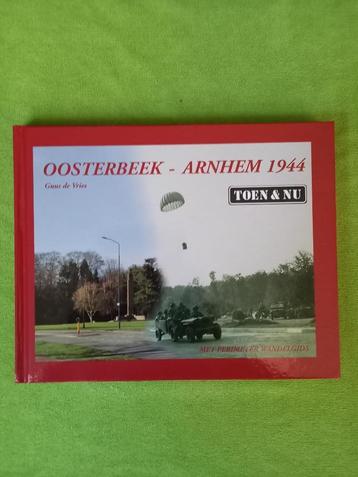 OOSTERBEEK - ARNHEM 1944
Guus de Vries
TOEN & NU
MET PERIMETER WANDELGIDS